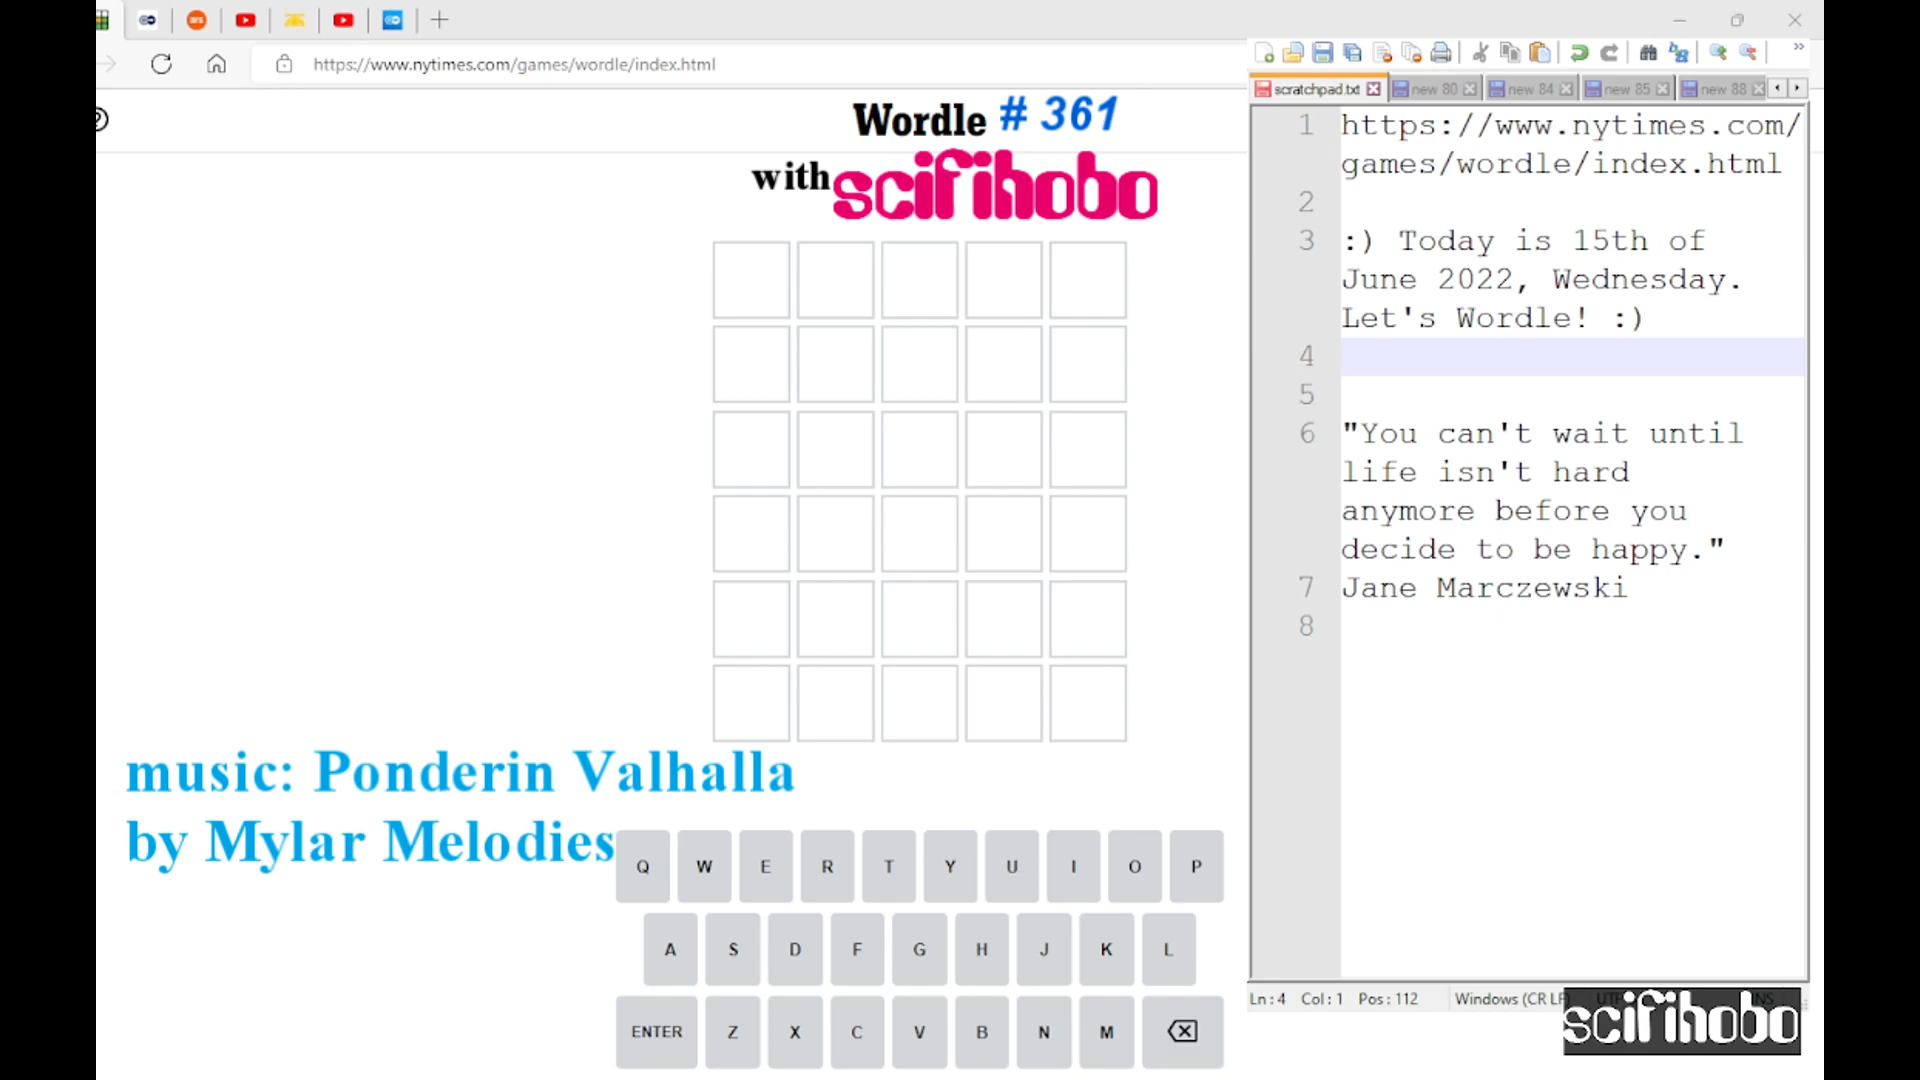 https://www.nytimes.com/games/wordle/index.html
Wordle # 361
with scifihobo
music: Ponderin Valhalla
by Mylar Melodies
Q W E R T Y U I O P
A S D F G H J K L
ENTER Z X C V B N M
scratchpad.txt new 80 new 84 new 85 new 88
1 https://www.nytimes.com/
games/wordle/index.html
2
3 :) Today is 15th of
June 2022, Wednesday.
Let's Wordle! :)
4
5
6 "You can't wait until
life isn't hard
anymore before you
decide to be happy."
7 Jane Marczewski
8
Ln:4 Col:1 Pos:112 Windows (CR LF)
scifihobo